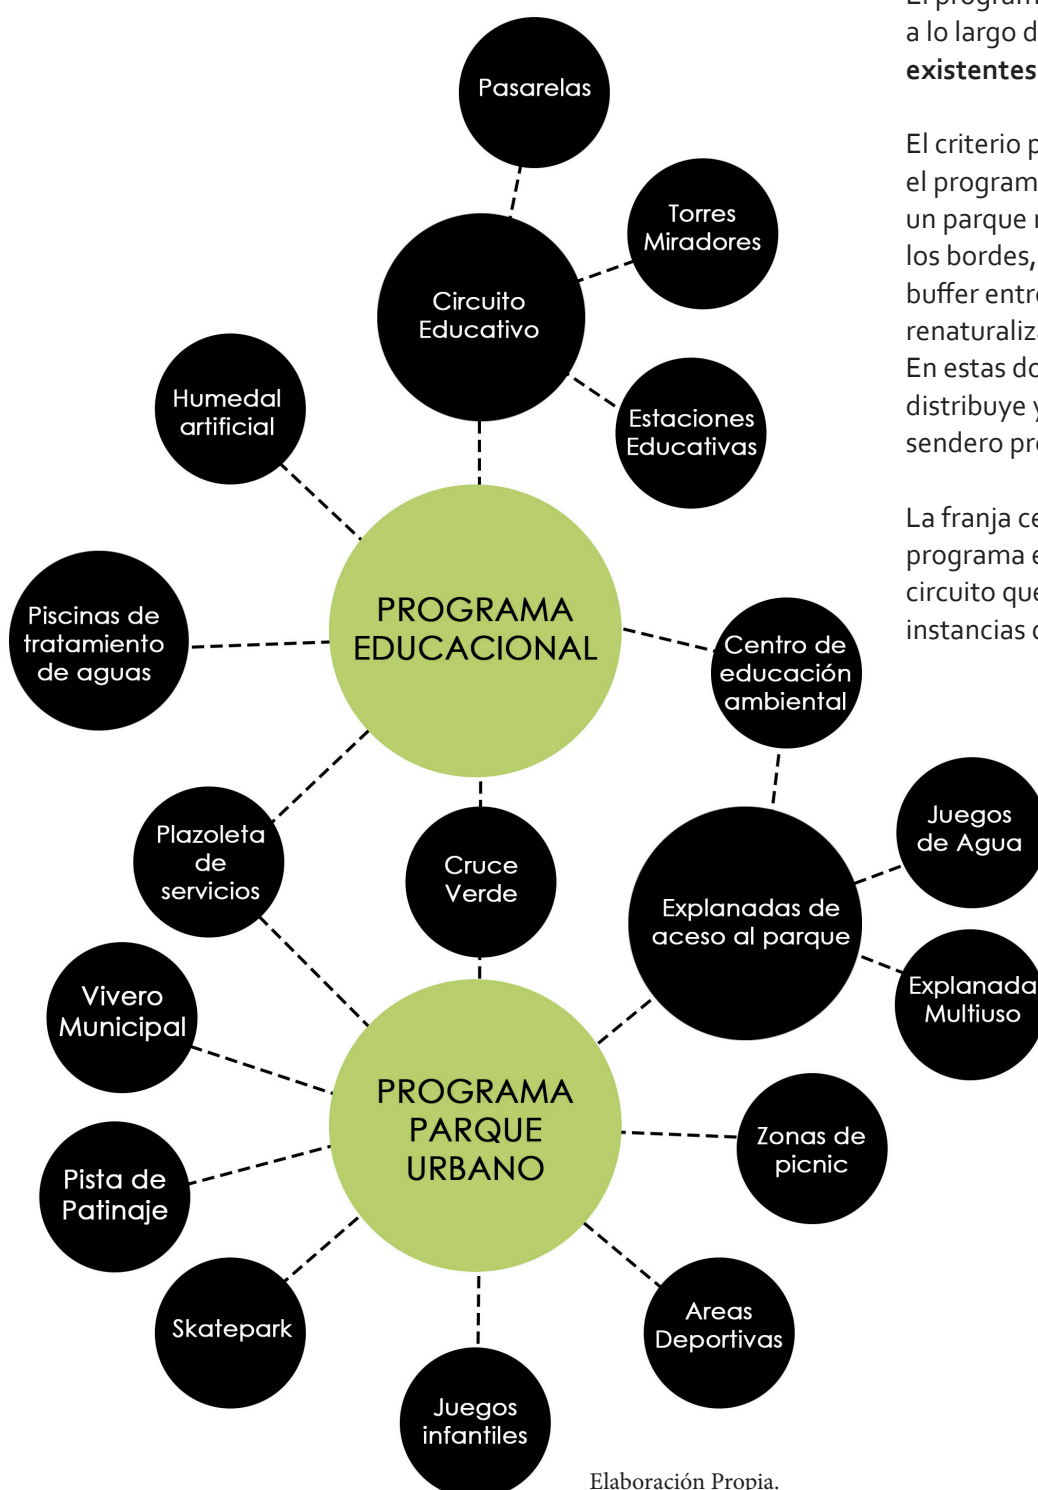 Pasarelas
Torres
Miradores
Circuito
Educativo
Humedal
artificial
Estaciones
Educativas
PROGRAMA
EDUCACIONAL
Piscinas de
tratamiento
de aguas
Centro de
educación
ambiental
Plazoleta
de
servicios
Cruce
Verde
Juegos
de Agua
Explanadas de
aceso al parque
Explanada
Multiuso
Vivero
Municipal
PROGRAMA
PARQUE
URBANO
Zonas de
picnic
Pista de
Patinaje
Skatepark
Areas
Deportivas
Juegos
infantiles
Elaboración Propia.
a lo largo d
existentes
El criterio p
el program
un parque
los bordes,
buffer entr
renaturaliz
En estas do
distribuye y
sendero pr
La franja ce
programa e
circuito que
instancias